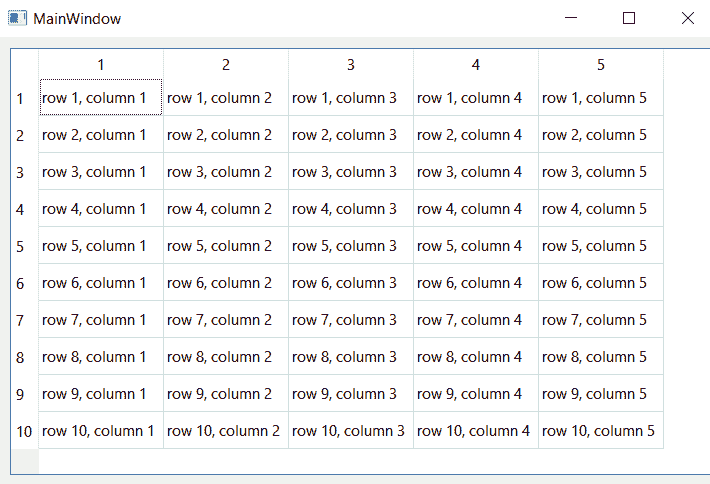 MainWindow
1 2 3 4 5
1 row 1, column 1 row 1, column 2 row 1, column 3 row 1, column 4 row 1, column 5
2 row 2, column 1 row 2, column 2 row 2, column 3 row 2, column 4 row 2, column 5
3 row 3, column 1 row 3, column 2 row 3, column 3 row 3, column 4 row 3, column 5
4 row 4, column 1 row 4, column 2 row 4, column 3 row 4, column 4 row 4, column 5
5 row 5, column 1 row 5, column 2 row 5, column 3 row 5, column 4 row 5, column 5
6 row 6, column 1 row 6, column 2 row 6, column 3 row 6, column 4 row 6, column 5
7 row 7, column 1 row 7, column 2 row 7, column 3 row 7, column 4 row 7, column 5
8 row 8, column 1 row 8, column 2 row 8, column 3 row 8, column 4 row 8, column 5
9 row 9, column 1 row 9, column 2 row 9, column 3 row 9, column 4 row 9, column 5
10 row 10, column 1 row 10, column 2 row 10, column 3 row 10, column 4 row 10, column 5